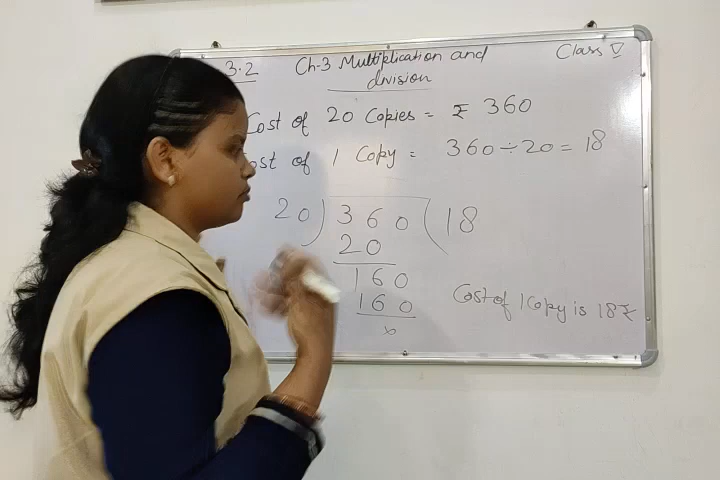 3.2 Ch-3 Multiplication and division Class V
Cost of 20 Copies = ₹ 360
ost of 1 Copy = 360÷20 = 18
20)360(18
20
160
160
x
Cost of 1 Copy is 18₹